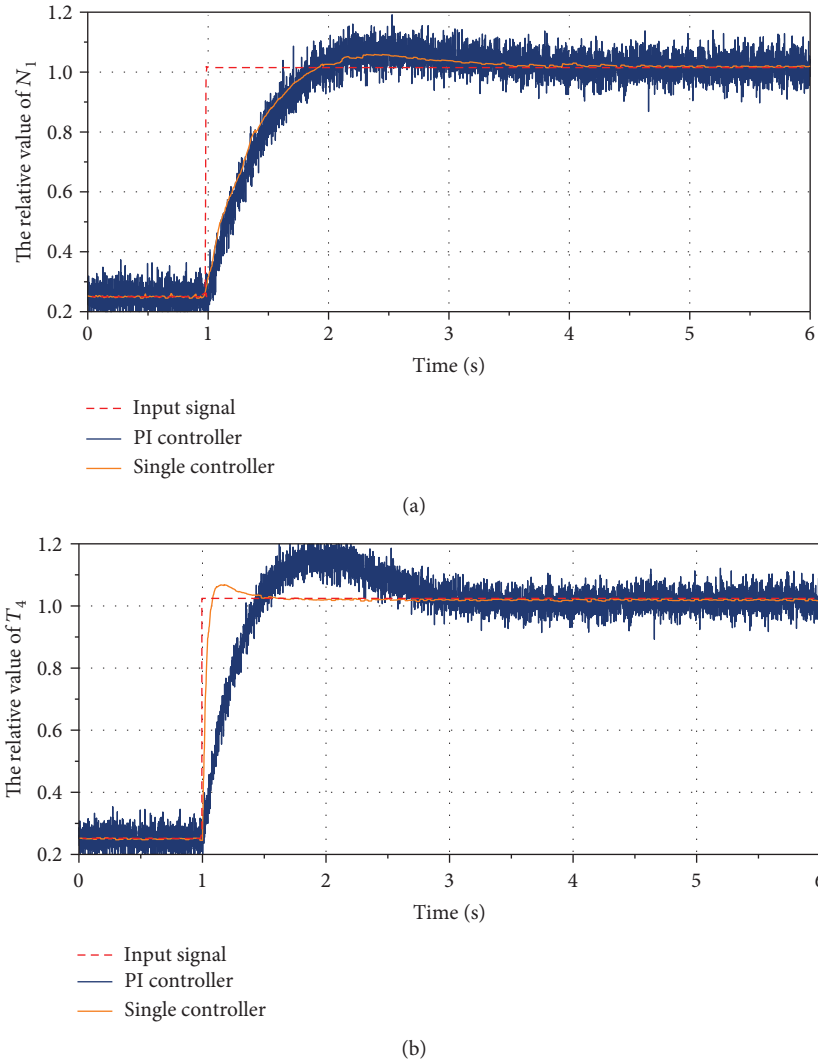 1.2
1.0
0.8
0.6
0.4
0.2
The relative value of N1
0 1 2 3 4 5 6
Time (s)
Input signal
PI controller
Single controller
(a)
1.2
1.0
0.8
0.6
0.4
0.2
The relative value of T4
0 1 2 3 4 5 6
Time (s)
Input signal
PI controller
Single controller
(b)